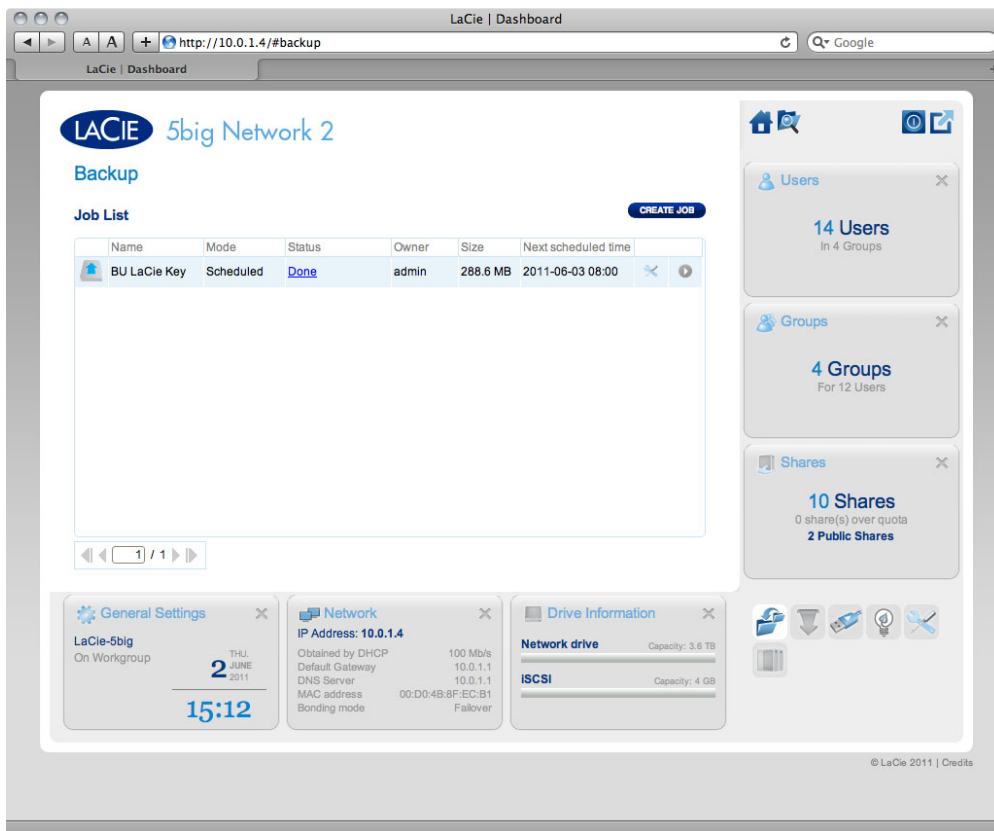 LaCie | Dashboard
A A + http://10.0.1.4/#backup Google
LaCie | Dashboard
LACIE 5big Network 2
Backup
Job List CREATE JOB
Name Mode Status Owner Size Next scheduled time
BU LaCie Key Scheduled Done admin 288.6 MB 2011-06-03 08:00
1 / 1
Users
14 Users
In 4 Groups
Groups
4 Groups
For 12 Users
Shares
10 Shares
0 share(s) over quota
2 Public Shares
General Settings
LaCie-5big
On Workgroup
THU.
2 JUNE
2011
15:12
Network
IP Address: 10.0.1.4
Obtained by DHCP 100 Mb/s
Default Gateway 10.0.1.1
DNS Server 10.0.1.1
MAC address 00:D0:4B:8F:EC:B1
Bonding mode Failover
Drive Information
Network drive Capacity: 3.6 TB
iSCSI Capacity: 4 GB
© LaCie 2011 | Credits